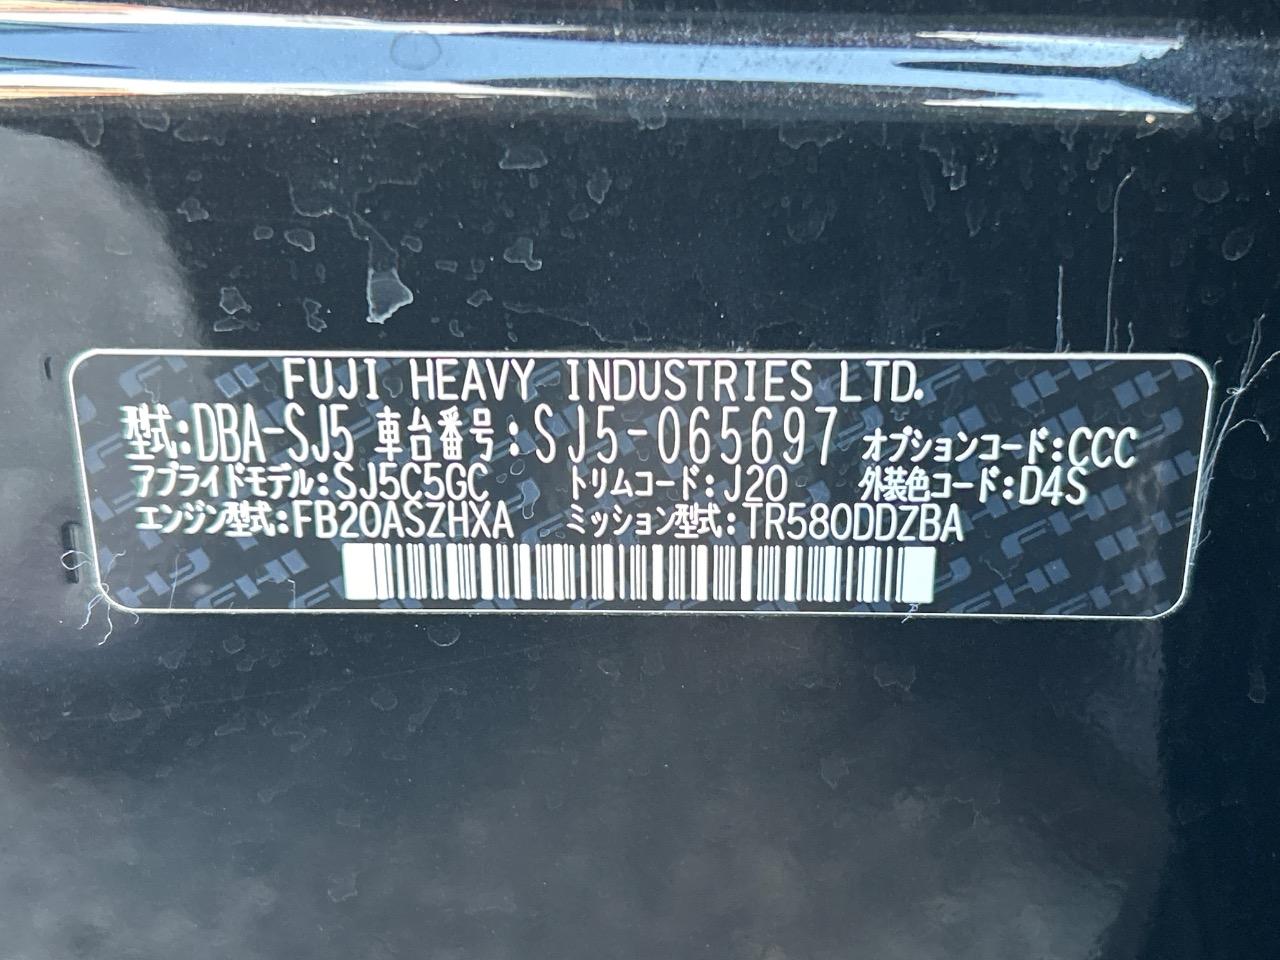 FUJI HEAVY INDUSTRIES LTD.
型式:DBA-SJ5 車台番号:SJ5-065697 オプションコード:CCC
アプライドモデル:SJ5C5GC トリムコード:J20 外装色コード:D4S
エンジン型式:FB20ASZHXA ミッション型式:TR580DDZBA